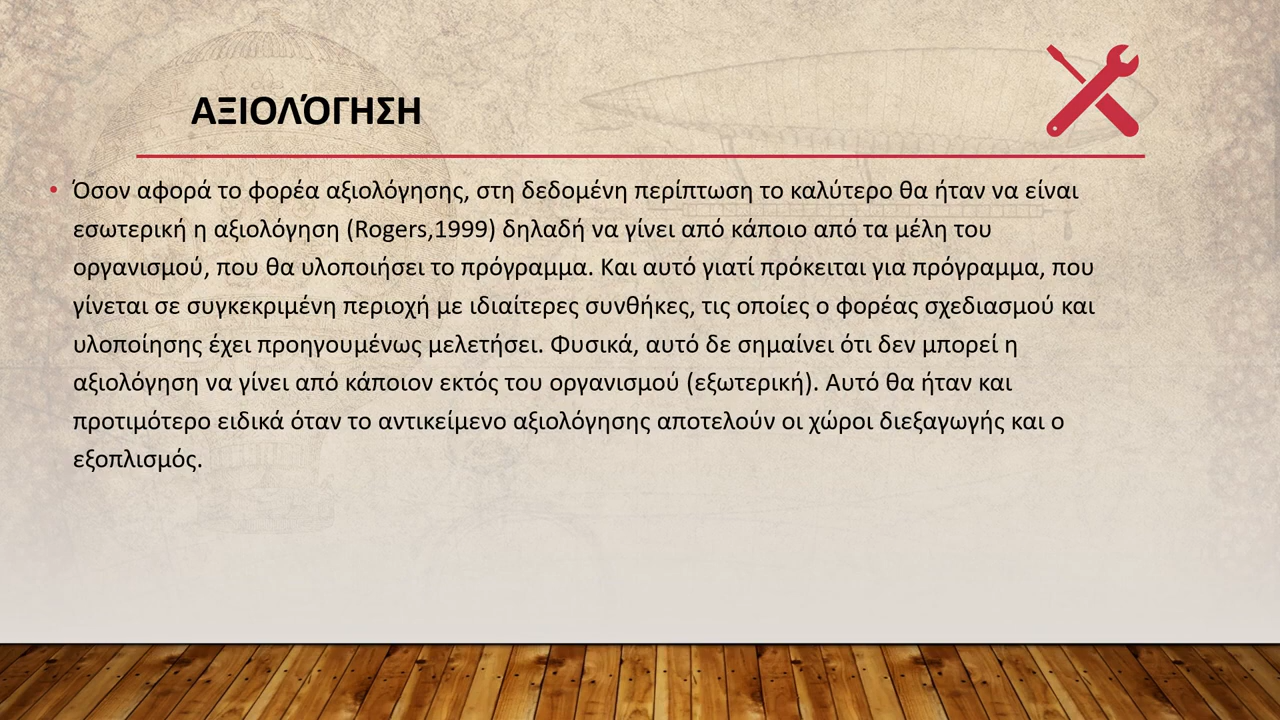 ΑΞΙΟΛΌΓΗΣΗ
• Όσον αφορά το φορέα αξιολόγησης, στη δεδομένη περίπτωση το καλύτερο θα ήταν να είναι
εσωτερική η αξιολόγηση (Rogers,1999) δηλαδή να γίνει από κάποιο από τα μέλη του
οργανισμού, που θα υλοποιήσει το πρόγραμμα. Και αυτό γιατί πρόκειται για πρόγραμμα, που
γίνεται σε συγκεκριμένη περιοχή με ιδιαίτερες συνθήκες, τις οποίες ο φορέας σχεδιασμού και
υλοποίησης έχει προηγουμένως μελετήσει. Φυσικά, αυτό δε σημαίνει ότι δεν μπορεί η
αξιολόγηση να γίνει από κάποιον εκτός του οργανισμού (εξωτερική). Αυτό θα ήταν και
προτιμότερο ειδικά όταν το αντικείμενο αξιολόγησης αποτελούν οι χώροι διεξαγωγής και ο
εξοπλισμός.